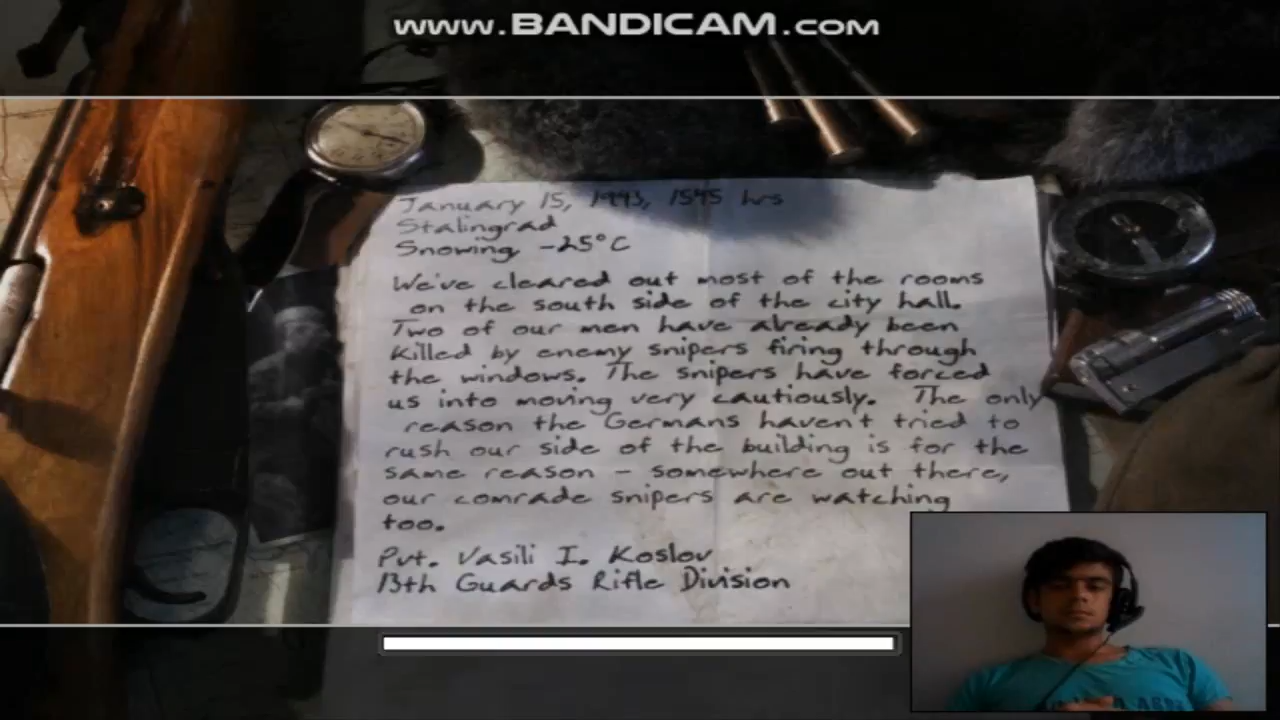 www.BANDICAM.com
January 15, 1943, 1545 hrs
Stalingrad
Snowing, -25°C
We've cleared out most of the rooms
on the south side of the city hall.
Two of our men have already been
killed by enemy snipers firing through
the windows. The snipers have forced
us into moving very cautiously. The only
reason the Germans haven't tried to
rush our side of the building is for the
same reason - somewhere out there,
our comrade snipers are watching
too.
Pvt. Vasili I. Koslov
13th Guards Rifle Division